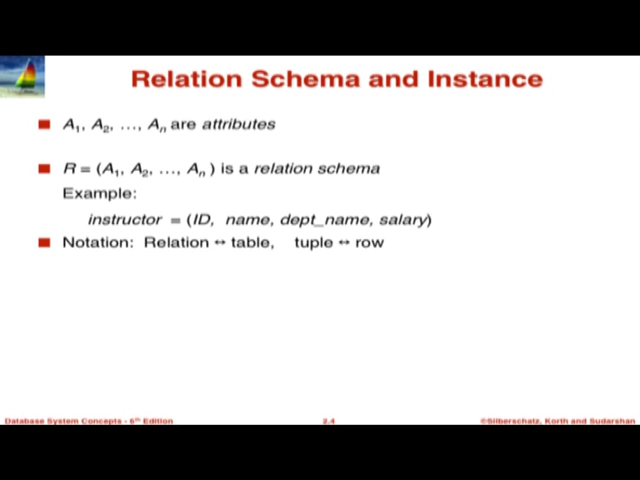 Relation Schema and Instance
A1, A2, …, An are attributes
R = (A1, A2, …, An ) is a relation schema
Example:
instructor = (ID, name, dept_name, salary)
Notation: Relation ↔ table, tuple ↔ row
Database System Concepts - 6th Edition
2.4
©Silberschatz, Korth and Sudarshan